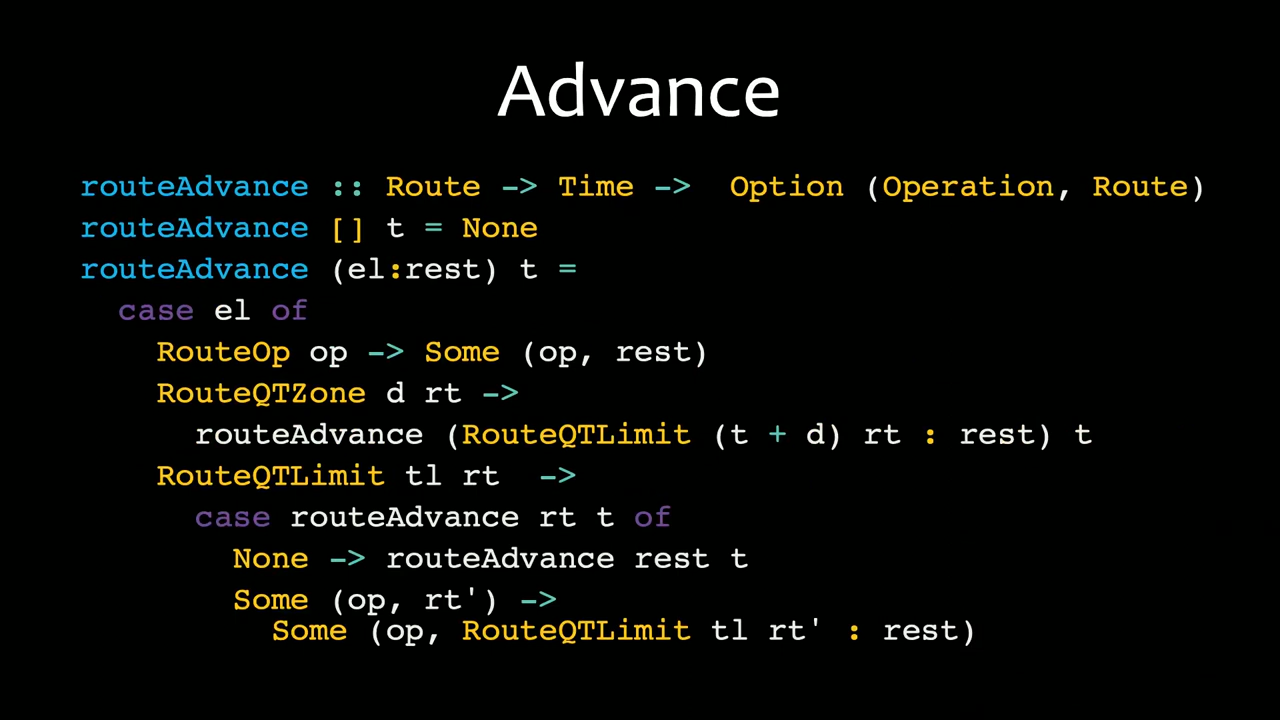 Advance
routeAdvance :: Route -> Time -> Option (Operation, Route)
routeAdvance [] t = None
routeAdvance (el:rest) t =
case el of
RouteOp op -> Some (op, rest)
RouteQTZone d rt ->
routeAdvance (RouteQTLimit (t + d) rt : rest) t
RouteQTLimit tl rt ->
case routeAdvance rt t of
None -> routeAdvance rest t
Some (op, rt') ->
Some (op, RouteQTLimit tl rt' : rest)